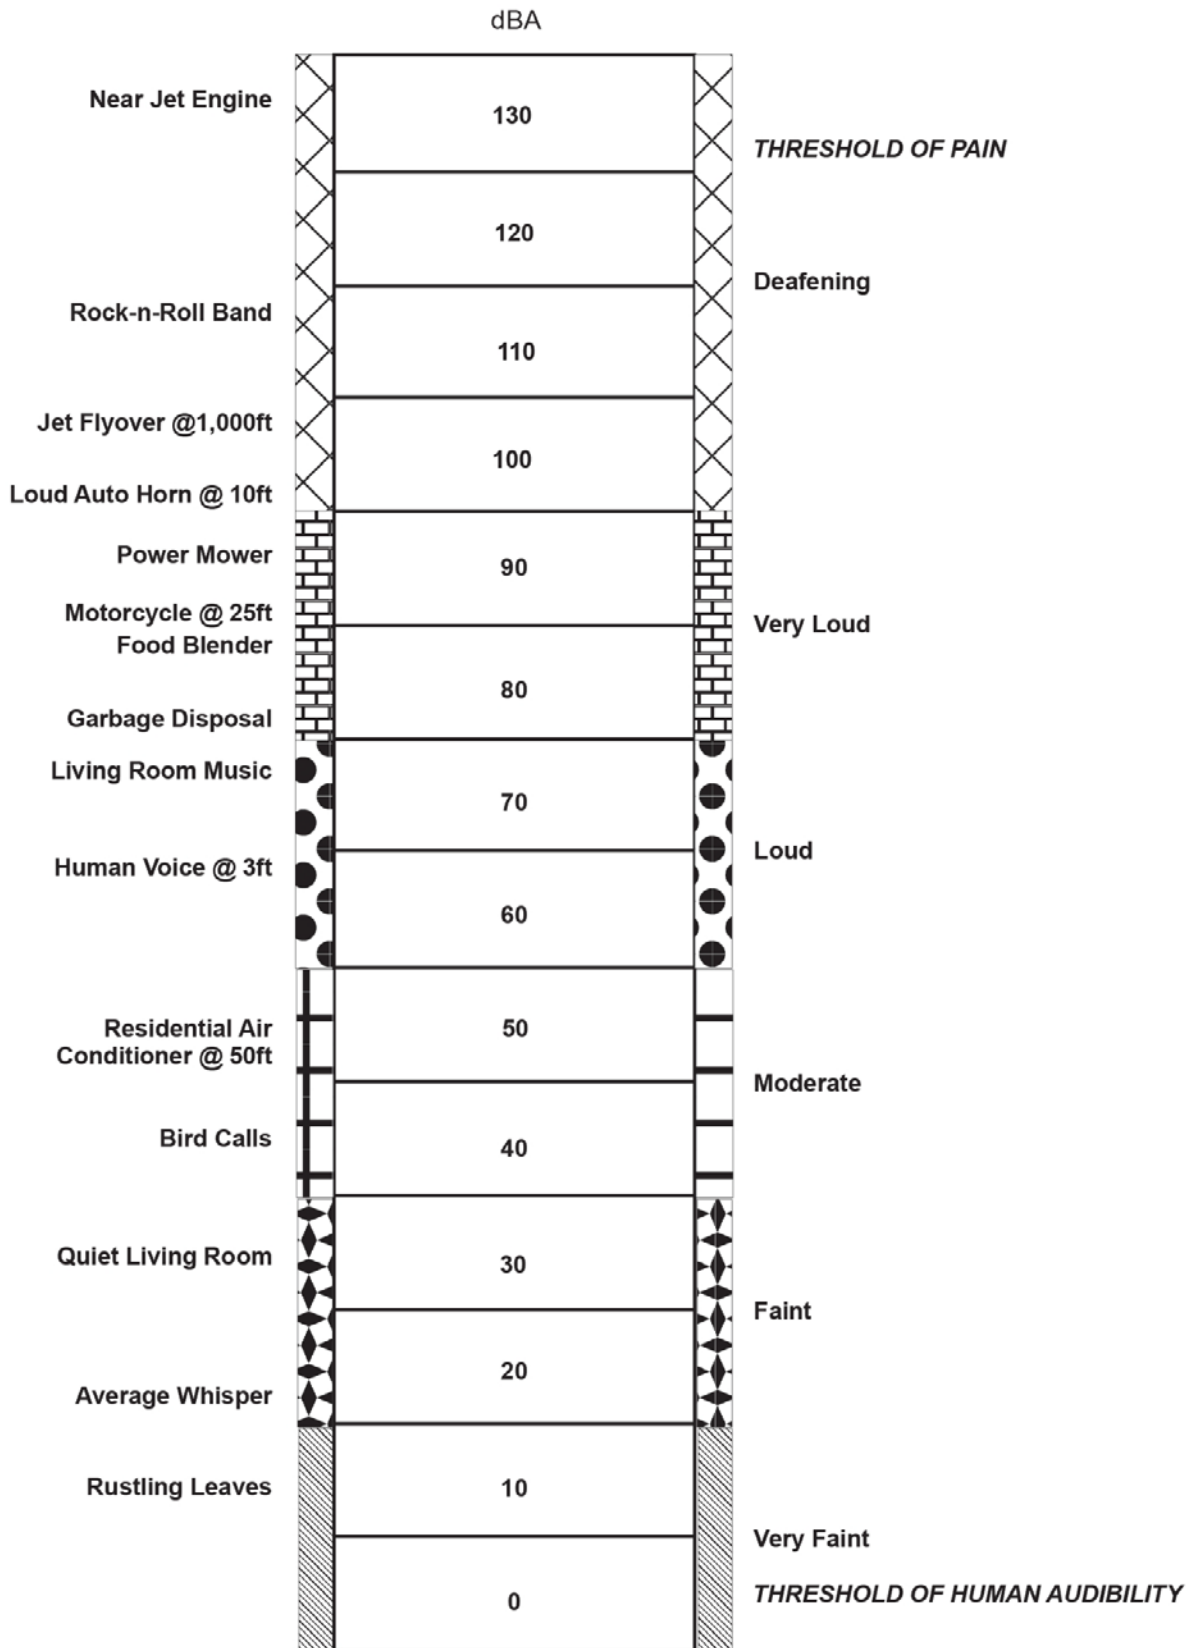 dBA
Near Jet Engine
130
THRESHOLD OF PAIN
120
Deafening
Rock-n-Roll Band
110
Jet Flyover @1,000ft
100
Loud Auto Horn @ 10ft
Power Mower
90
Motorcycle @ 25ft
Very Loud
Food Blender
80
Garbage Disposal
Living Room Music
70
Loud
Human Voice @ 3ft
60
50
Residential Air
Conditioner @ 50ft
Moderate
Bird Calls
40
Quiet Living Room
30
Faint
20
Average Whisper
Rustling Leaves
10
Very Faint
THRESHOLD OF HUMAN AUDIBILITY
0